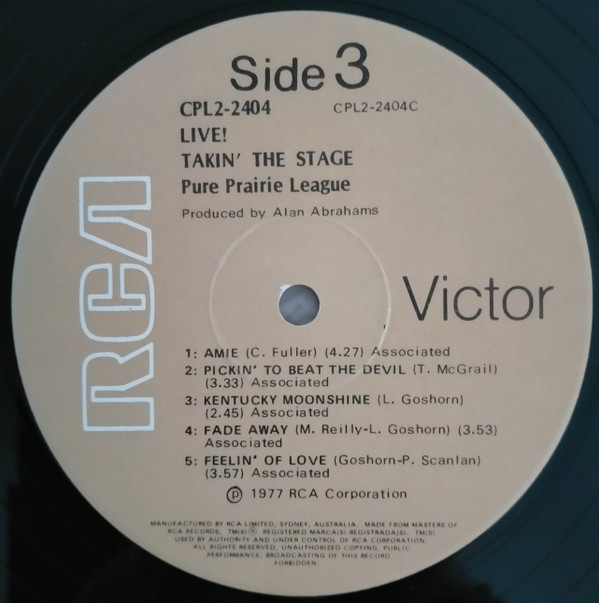 Side 3
CPL2-2404 CPL2-2404C
LIVE!
TAKIN' THE STAGE
Pure Prairie League
Produced by Alan Abrahams
RCA
Victor
1: AMIE (C. Fuller) (4.27) Associated
2: PICKIN' TO BEAT THE DEVIL (T. McGrail)
(3.33) Associated
3: KENTUCKY MOONSHINE (L. Goshorn)
(2.45) Associated
4: FADE AWAY (M. Reilly-L. Goshorn) (3.53)
Associated
5: FEELIN' OF LOVE (Goshorn-P. Scanlan)
(3.57) Associated
℗ 1977 RCA Corporation
MANUFACTURED BY RCA LIMITED, SYDNEY, AUSTRALIA. MADE FROM MASTERS OF
RCA RECORDS. TM(S)® REGISTERED MARCA(S) REGISTRADA(S). TM(S)
USED BY AUTHORITY AND UNDER CONTROL OF RCA CORPORATION.
ALL RIGHTS RESERVED, UNAUTHORIZED COPYING, PUBLIC
PERFORMANCE, BROADCASTING OF THIS RECORD
FORBIDDEN.